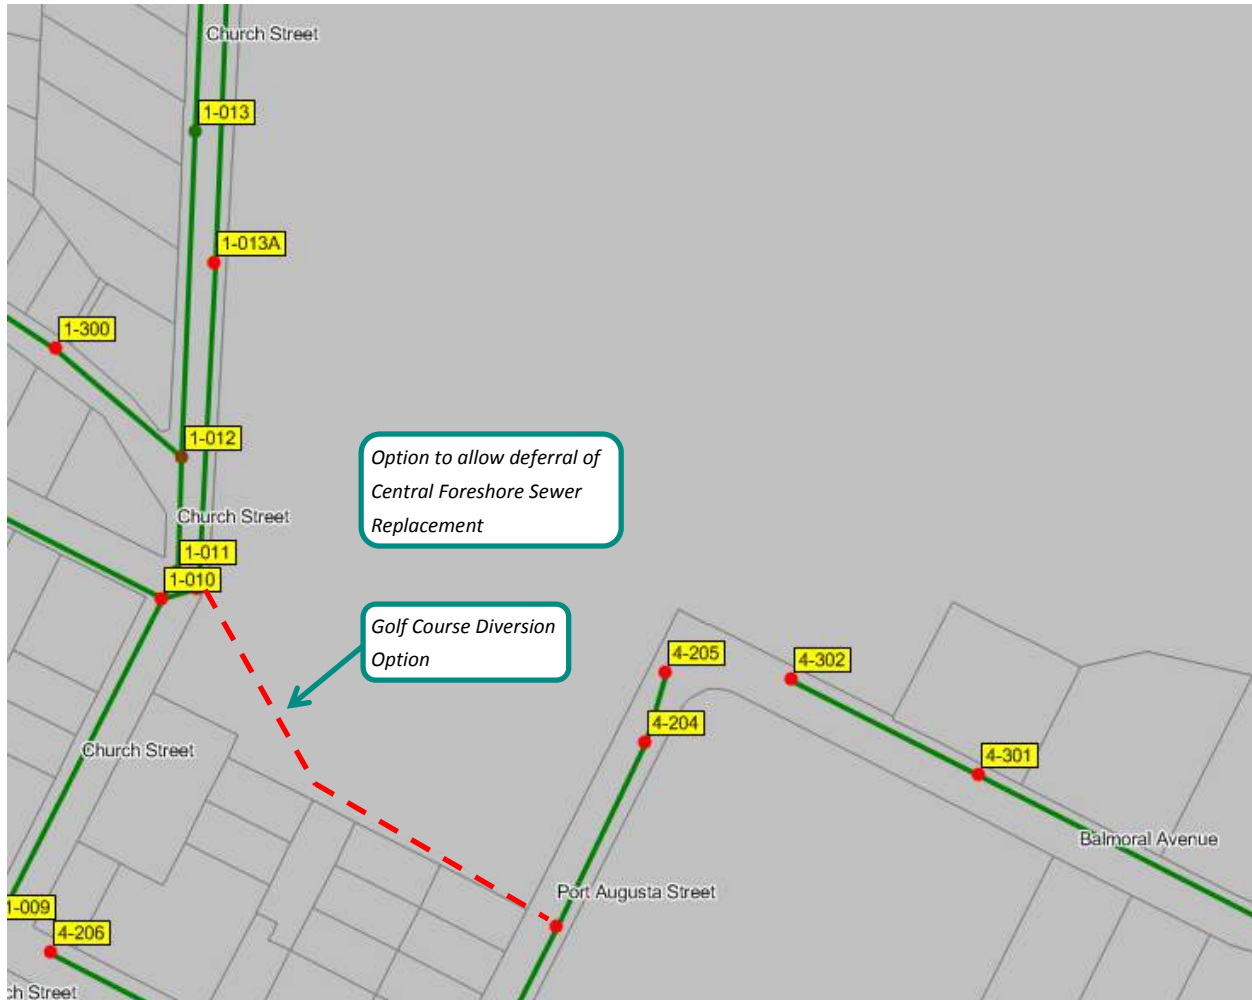 Church Street
1-013
1-013A
1-300
1-012
Option to allow deferral of
Central Foreshore Sewer
Replacement
Church Street
1-011
1-010
Golf Course Diversion
Option
4-205
4-302
4-204
Church Street
4-301
Balmoral Avenue
Port Augusta Street
1-009
4-206
ch Street